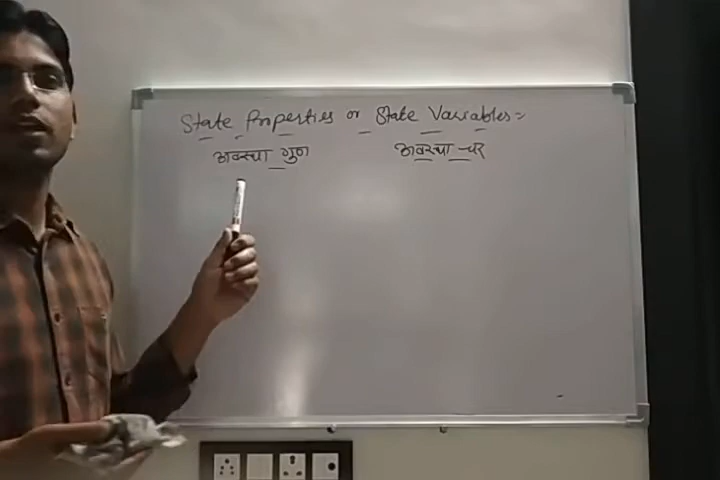 State Properties or State Variables :-
अवस्था गुण अवस्था चर